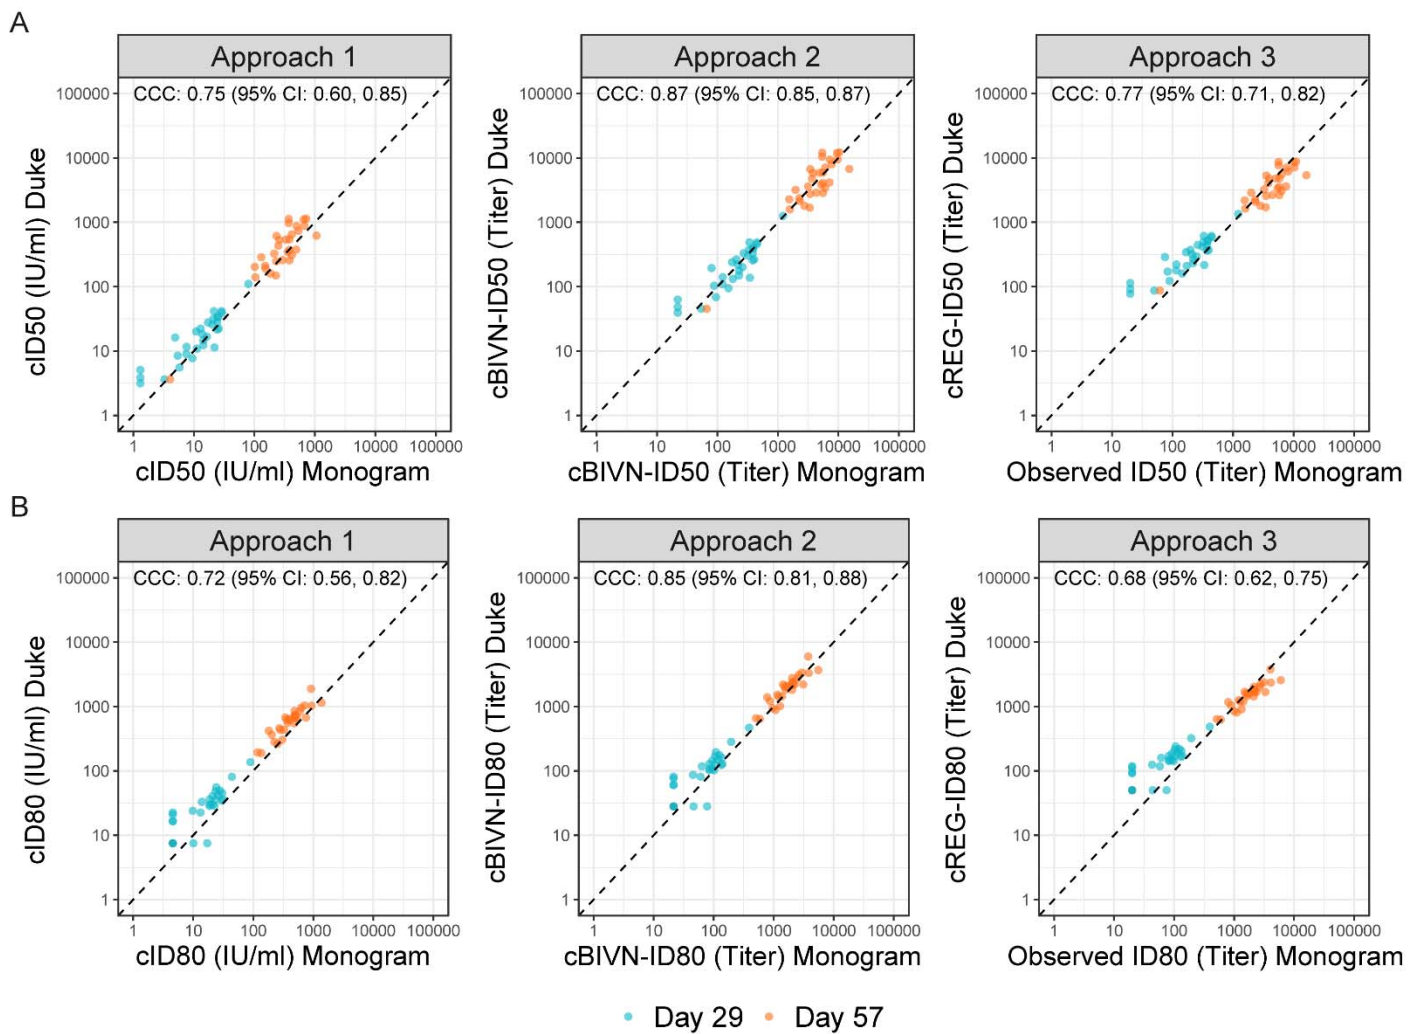 A
Approach 1
Approach 2
Approach 3
CCC: 0.75 (95% CI: 0.60, 0.85)
CCC: 0.87 (95% CI: 0.85, 0.87)
CCC: 0.77 (95% CI: 0.71, 0.82)
cID50 (IU/ml) Duke
100000
10000
1000
100
10
1
cBIVN-ID50 (Titer) Duke
100000
10000
1000
100
10
1
cREG-ID50 (Titer) Duke
100000
10000
1000
100
10
1
1 10 100 1000 10000 100000
1 10 100 1000 10000 100000
1 10 100 1000 10000 100000
cID50 (IU/ml) Monogram
cBIVN-ID50 (Titer) Monogram
Observed ID50 (Titer) Monogram
B
Approach 1
Approach 2
Approach 3
CCC: 0.72 (95% CI: 0.56, 0.82)
CCC: 0.85 (95% CI: 0.81, 0.88)
CCC: 0.68 (95% CI: 0.62, 0.75)
cID80 (IU/ml) Duke
100000
10000
1000
100
10
1
cBIVN-ID80 (Titer) Duke
100000
10000
1000
100
10
1
cREG-ID80 (Titer) Duke
100000
10000
1000
100
10
1
1 10 100 1000 10000 100000
1 10 100 1000 10000 100000
1 10 100 1000 10000 100000
cID80 (IU/ml) Monogram
cBIVN-ID80 (Titer) Monogram
Observed ID80 (Titer) Monogram
Day 29 Day 57